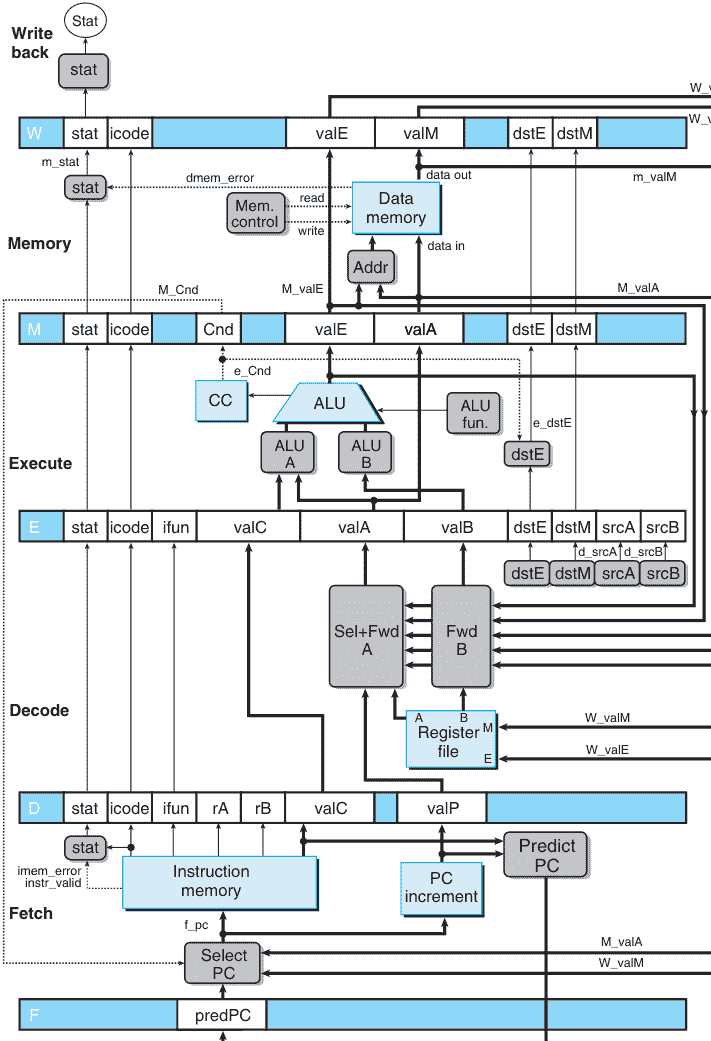 Stat
Write
back
stat
W_v
W stat icode valE valM dstE dstM
W_v
m_stat
data out
m_valM
dmem_error
stat
read
Mem.
control
write
Data
memory
Memory
data in
Addr
M_Cnd
M_valE
M_valA
M stat icode Cnd valE valA dstE dstM
e_Cnd
CC
ALU
ALU
fun.
e_dstE
ALU
A
ALU
B
dstE
Execute
E stat icode ifun valC valA valB dstE dstM srcA srcB
d_srcA d_srcB
dstE dstM srcA srcB
Sel+Fwd
A
Fwd
B
Decode
A B
M
Register
file
E
W_valM
W_valE
D stat icode ifun rA rB valC valP
stat
Predict
PC
imem_error
instr_valid
Instruction
memory
PC
increment
Fetch
f_pc
M_valA
Select
PC
W_valM
F predPC